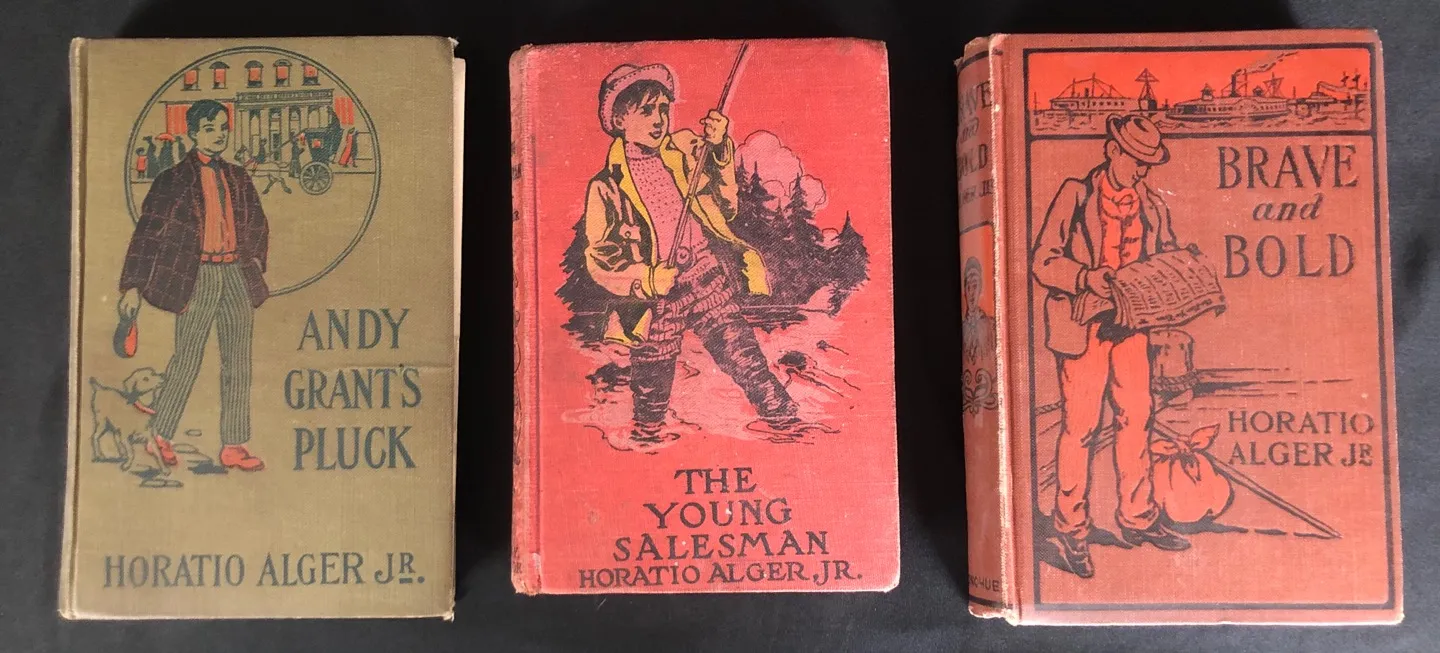 ANDY
GRANT'S
PLUCK
HORATIO ALGER JR.
THE
YOUNG
SALESMAN
HORATIO ALGER, JR.
BRAVE
and
BOLD
HORATIO
ALGER JR